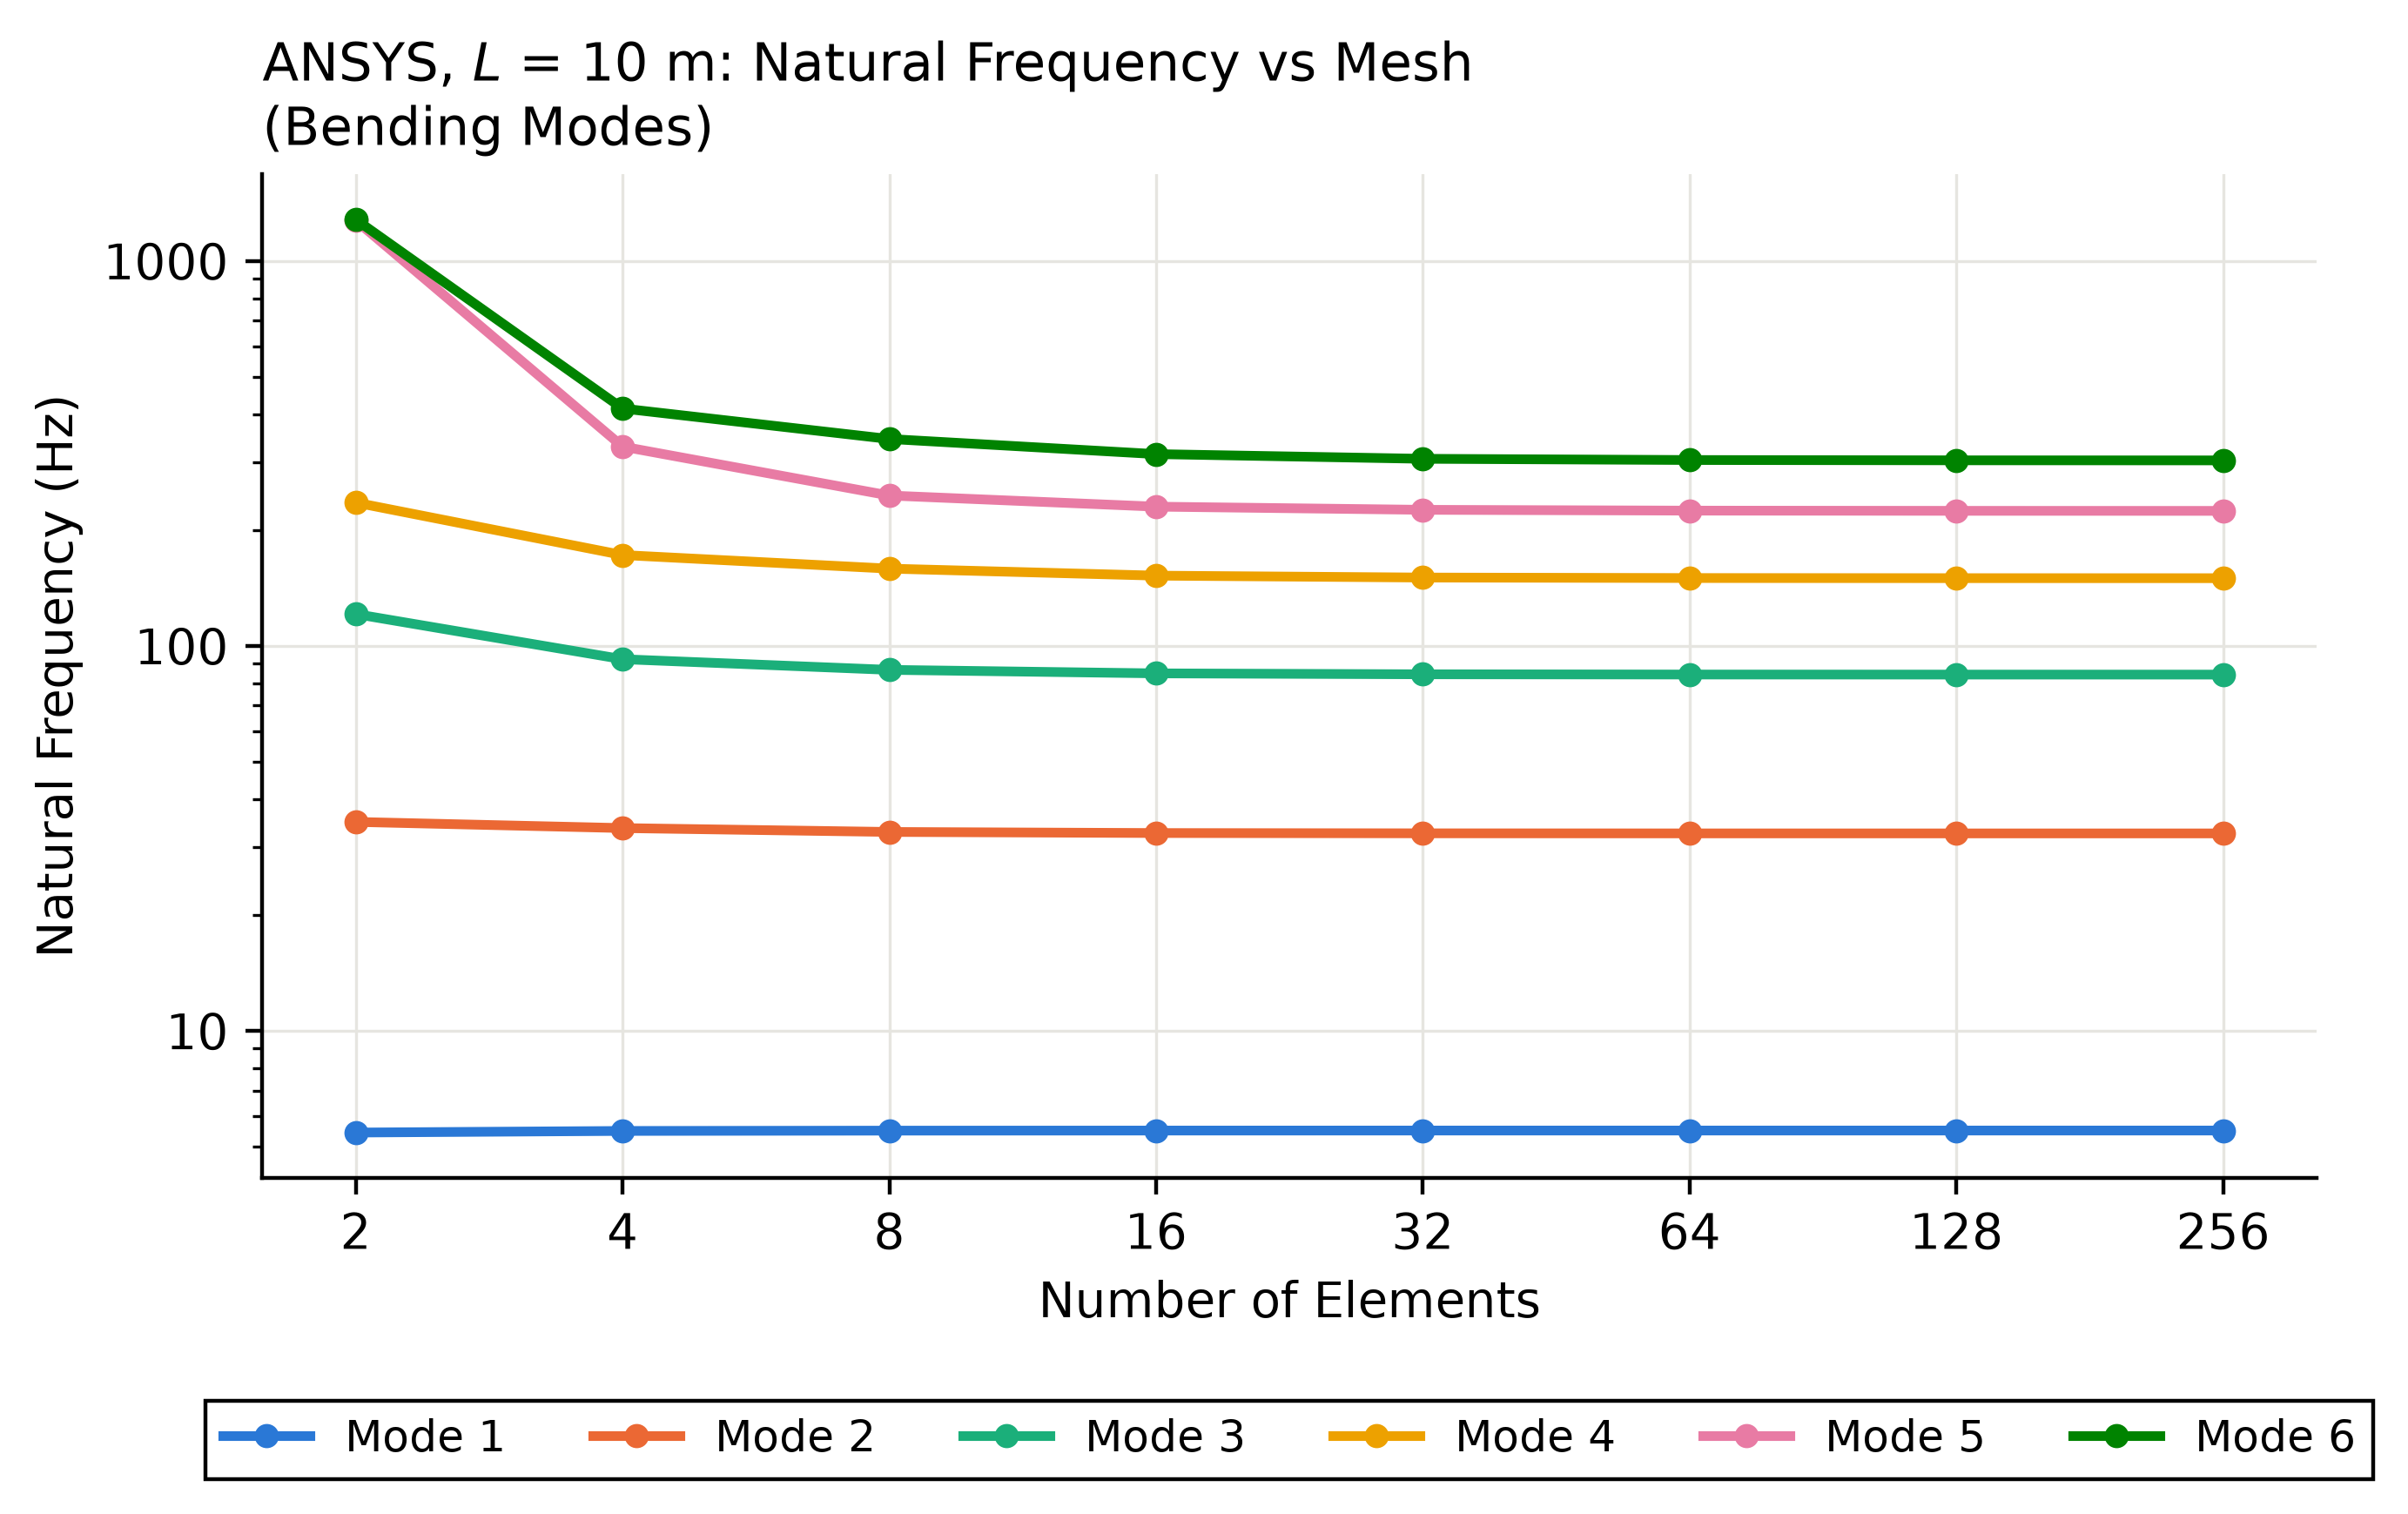 ANSYS, L = 10 m: Natural Frequency vs Mesh
(Bending Modes)
Natural Frequency (Hz)
1000
100
10
2 4 8 16 32 64 128 256
Number of Elements
Mode 1 Mode 2 Mode 3 Mode 4 Mode 5 Mode 6